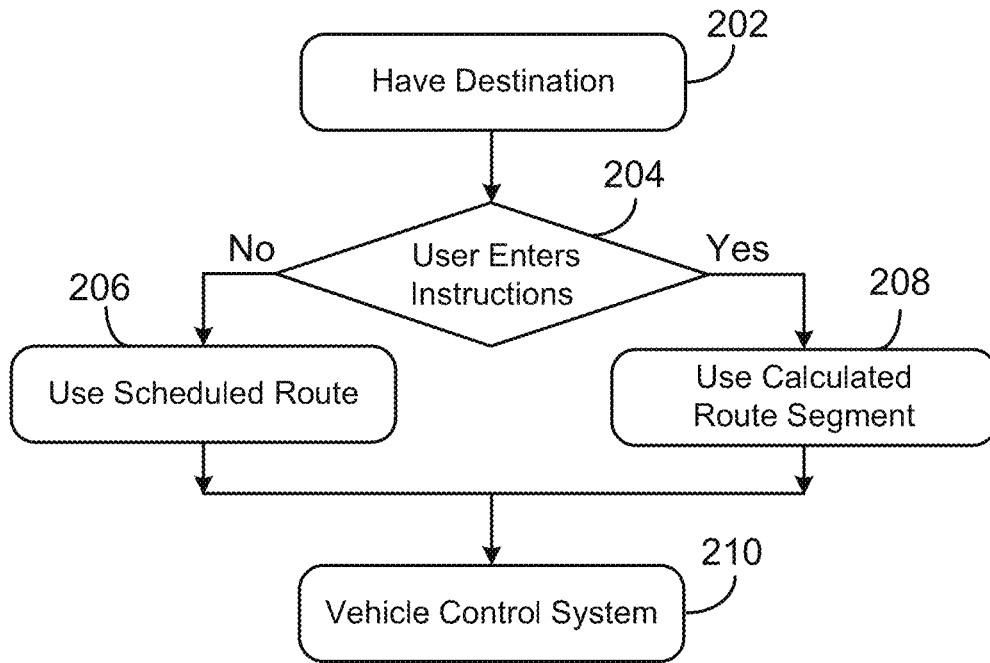 202
Have Destination
204
No
User Enters
Instructions
Yes
206
208
Use Scheduled Route
Use Calculated
Route Segment
210
Vehicle Control System